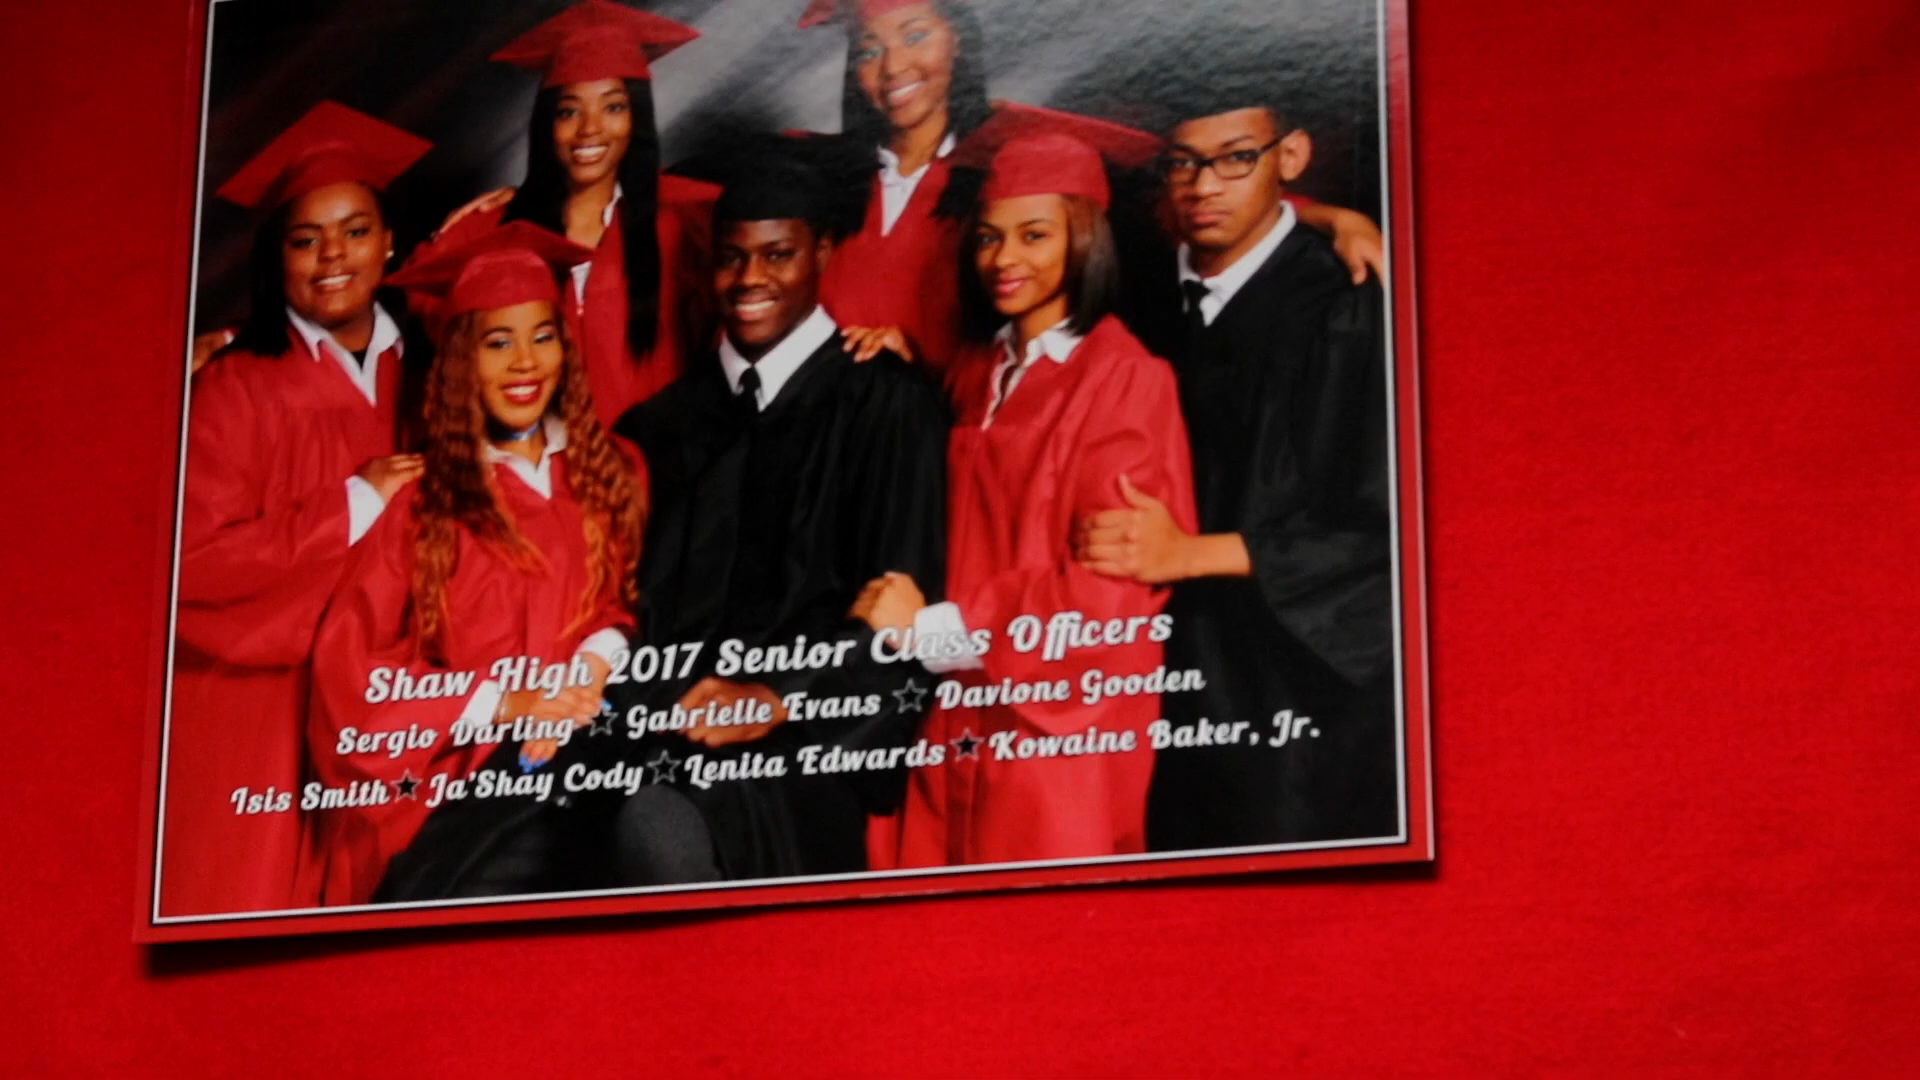 Shaw High 2017 Senior Class Officers
Sergio Darling ☆ Gabrielle Evans ☆ Davione Gooden
Isis Smith ★ Ja'Shay Cody ☆ Lenita Edwards ★ Kowaine Baker, Jr.